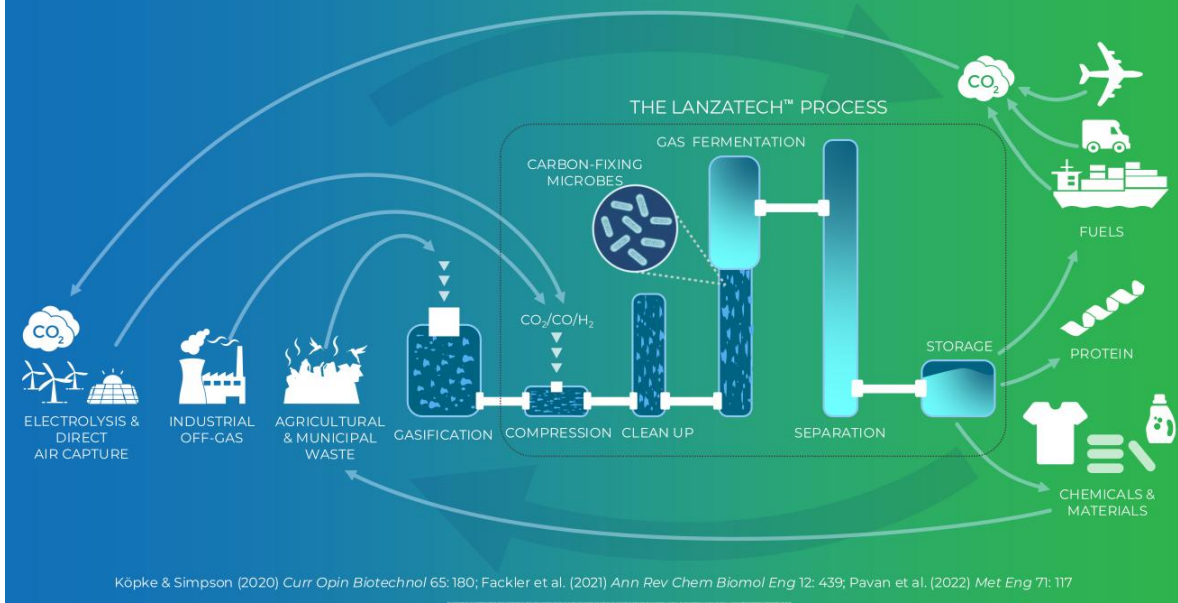 THE LANZATECH™ PROCESS
GAS FERMENTATION
CARBON-FIXING
MICROBES
CO₂
FUELS
CO₂
CO₂/CO/H₂
STORAGE
PROTEIN
ELECTROLYSIS &
DIRECT
AIR CAPTURE
INDUSTRIAL
OFF-GAS
AGRICULTURAL
& MUNICIPAL
WASTE
GASIFICATION
COMPRESSION
CLEAN UP
SEPARATION
CHEMICALS &
MATERIALS
Köpke & Simpson (2020) Curr Opin Biotechnol 65: 180; Fackler et al. (2021) Ann Rev Chem Biomol Eng 12: 439; Pavan et al. (2022) Met Eng 71: 117